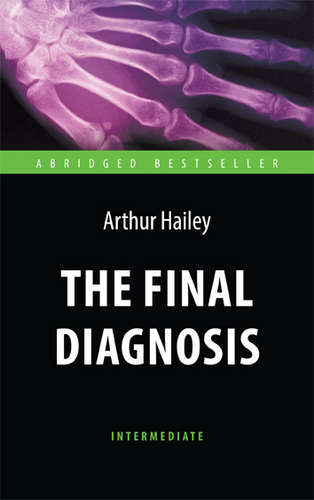 ABRIDGED BESTSELLER
Arthur Hailey
THE FINAL
DIAGNOSIS
INTERMEDIATE